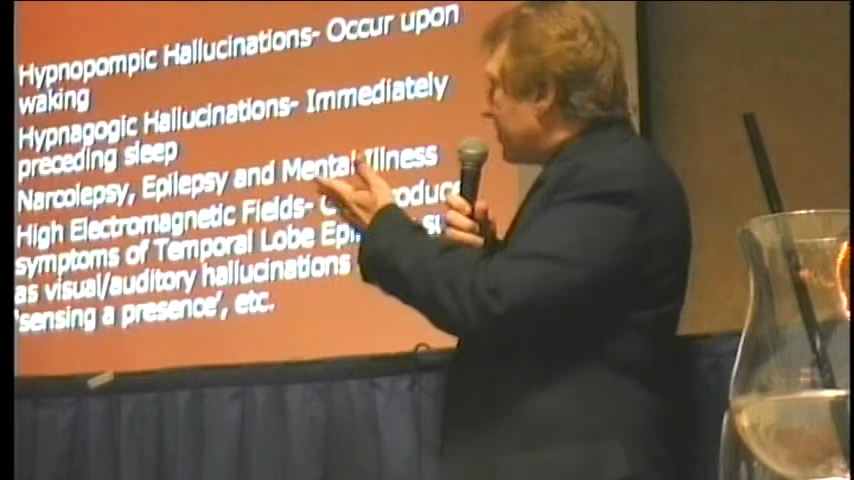 Hypnopompic Hallucinations- Occur upon
waking
Hypnagogic Hallucinations- Immediately
preceding sleep
Narcolepsy, Epilepsy and Mental Illness
High Electromagnetic Fields-
symptoms of Temporal Lobe
as visual/auditory hallucinations,
'sensing a presence', etc.